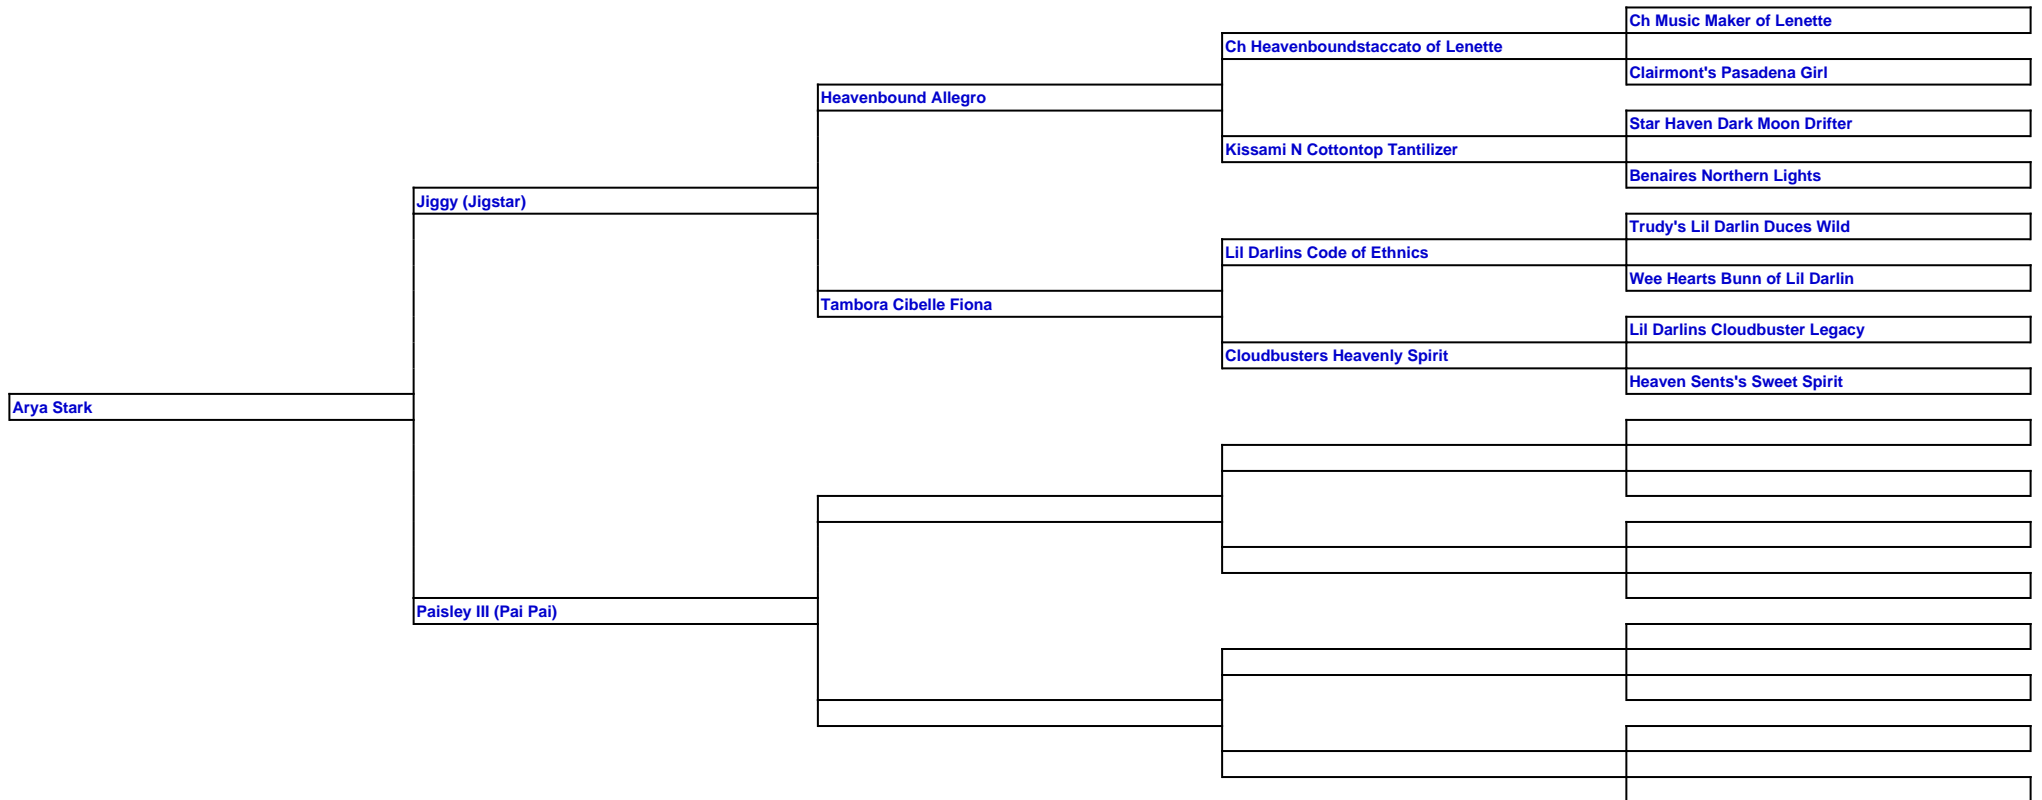 Ch Music Maker of Lenette
Ch Heavenboundstaccato of Lenette
Clairmont's Pasadena Girl
Heavenbound Allegro
Star Haven Dark Moon Drifter
Kissami N Cottontop Tantilizer
Benaires Northern Lights
Jiggy (Jigstar)
Trudy's Lil Darlin Duces Wild
Lil Darlins Code of Ethnics
Wee Hearts Bunn of Lil Darlin
Tambora Cibelle Fiona
Lil Darlins Cloudbuster Legacy
Cloudbusters Heavenly Spirit
Heaven Sents's Sweet Spirit
Arya Stark
Paisley III (Pai Pai)